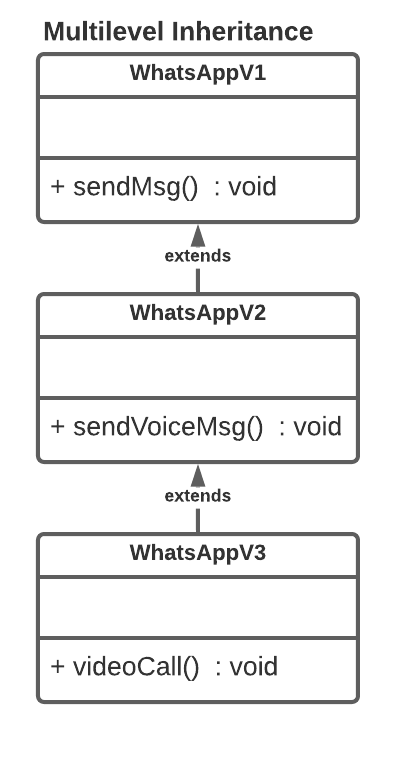 Multilevel Inheritance
WhatsAppV1
+ sendMsg()  : void
extends
WhatsAppV2
+ sendVoiceMsg()  : void
extends
WhatsAppV3
+ videoCall()  : void